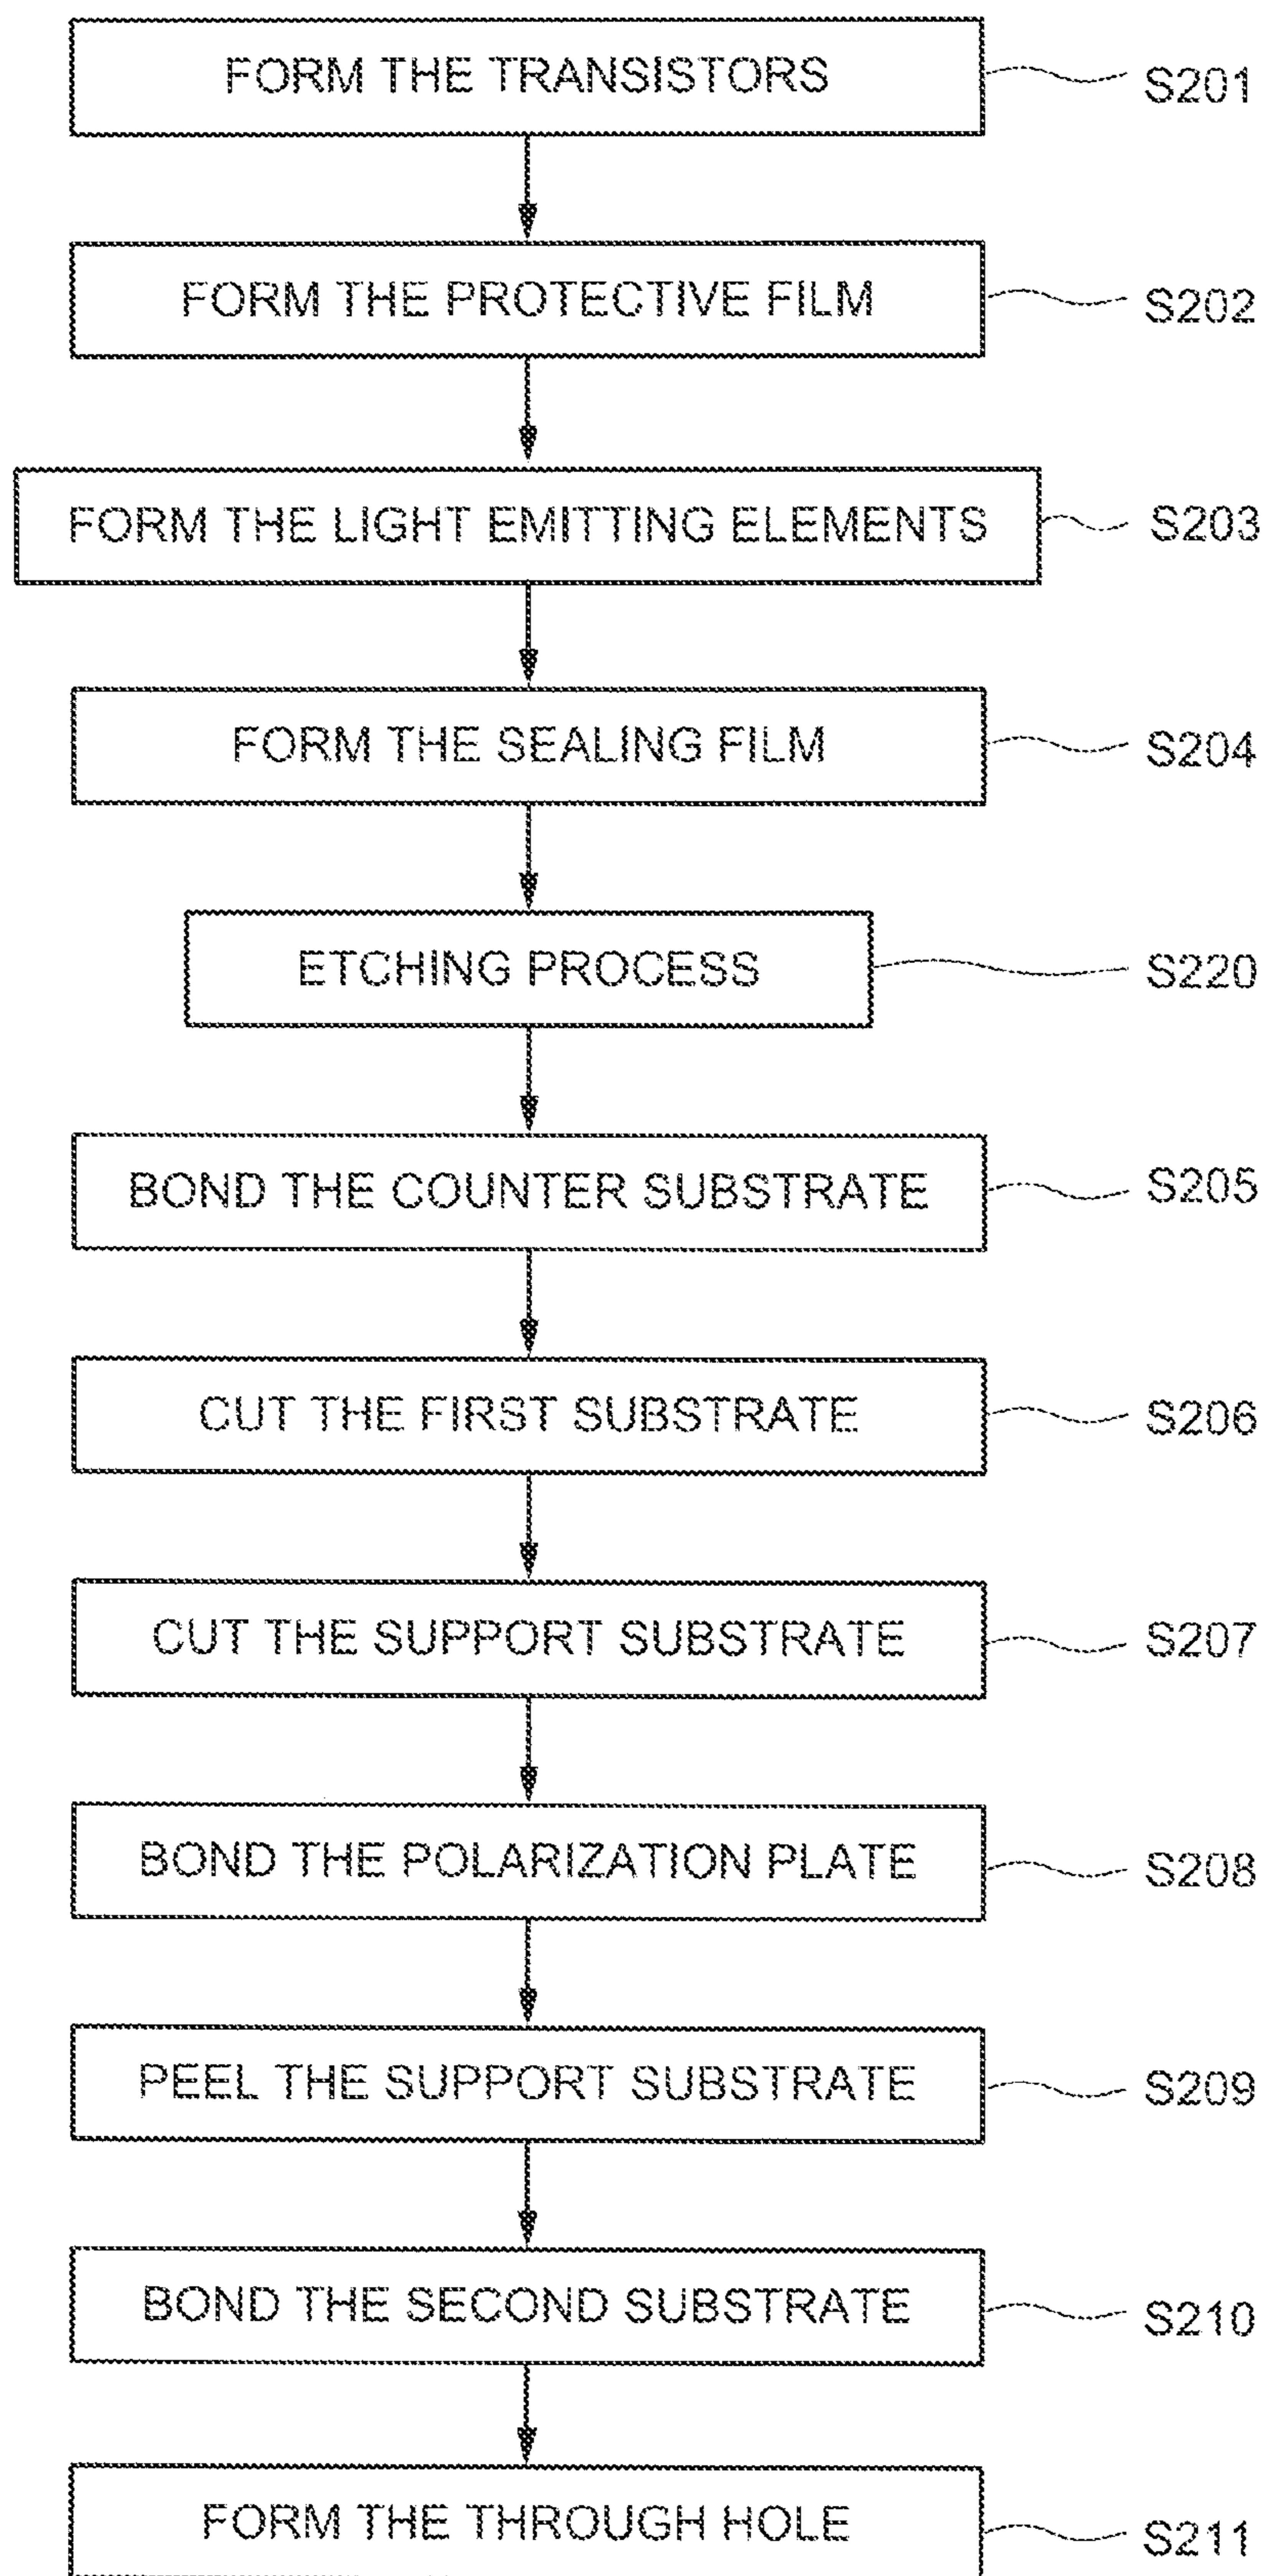 FORM THE TRANSISTORS S201
FORM THE PROTECTIVE FILM S202
FORM THE LIGHT EMITTING ELEMENTS S203
FORM THE SEALING FILM S204
ETCHING PROCESS S220
BOND THE COUNTER SUBSTRATE S205
CUT THE FIRST SUBSTRATE S206
CUT THE SUPPORT SUBSTRATE S207
BOND THE POLARIZATION PLATE S208
PEEL THE SUPPORT SUBSTRATE S209
BOND THE SECOND SUBSTRATE S210
FORM THE THROUGH HOLE S211